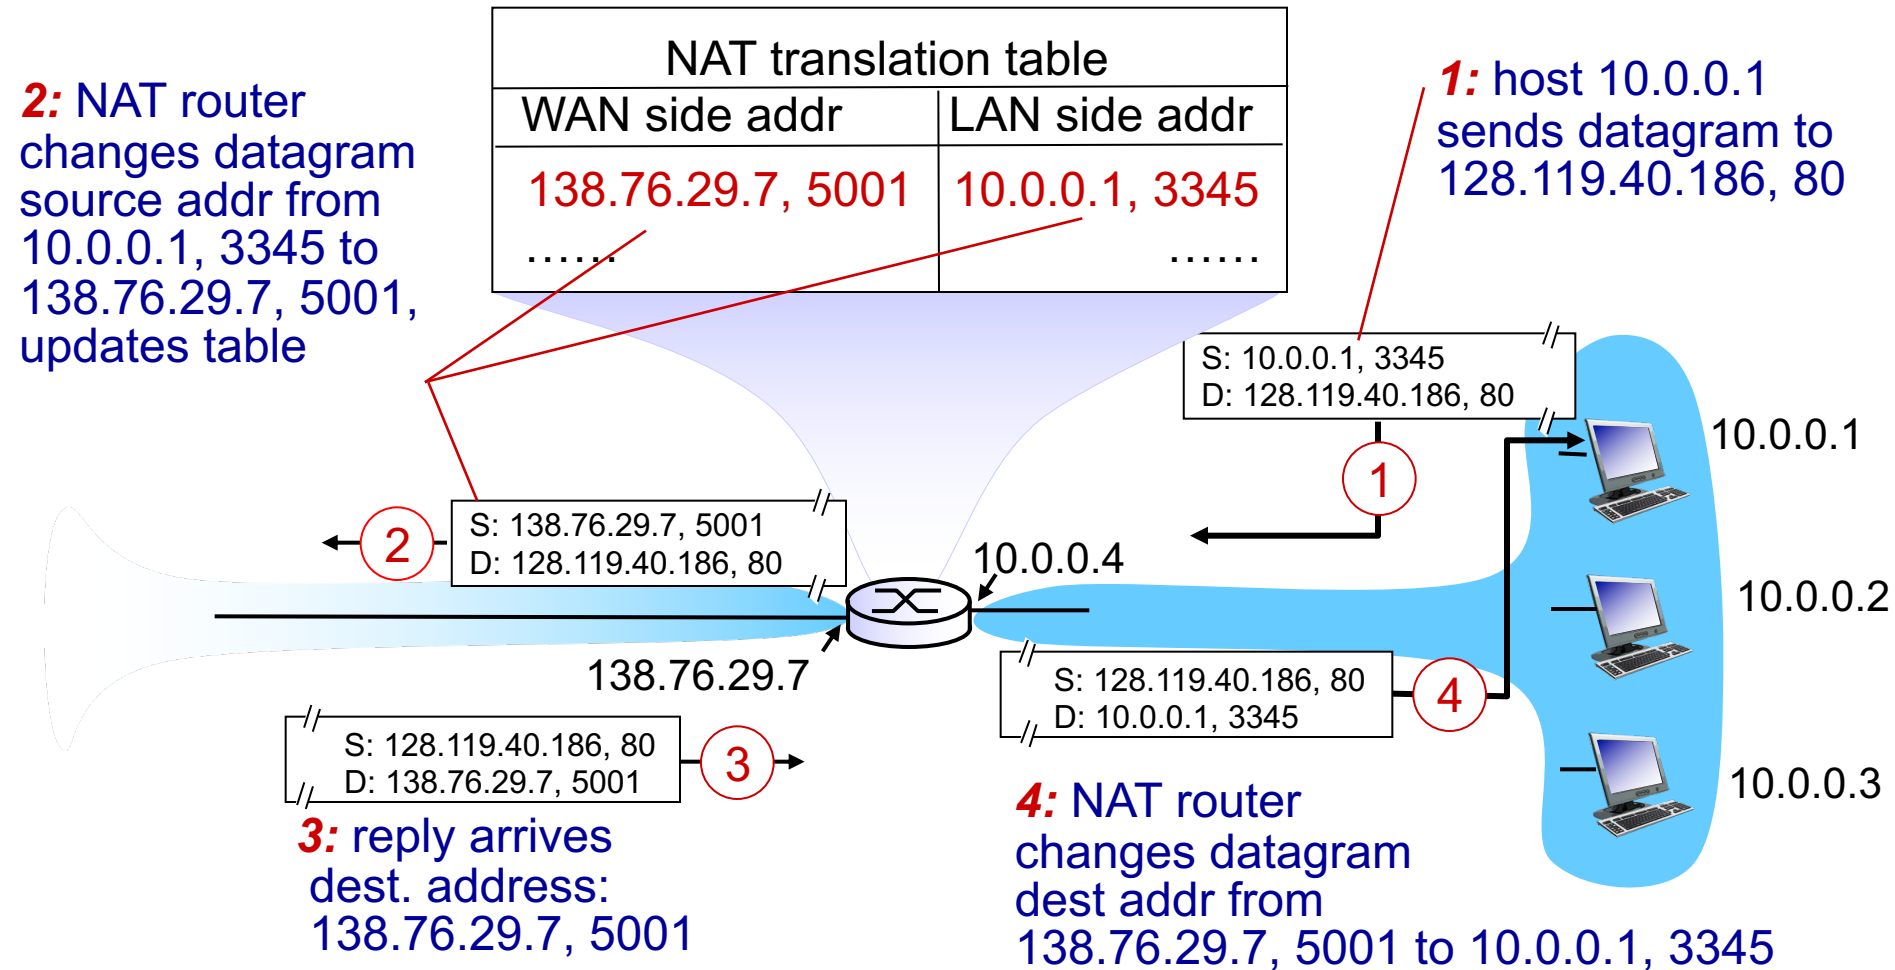 NAT translation table
WAN side addr LAN side addr
138.76.29.7, 5001 10.0.0.1, 3345
...... ......
2: NAT router
changes datagram
source addr from
10.0.0.1, 3345 to
138.76.29.7, 5001,
updates table
1: host 10.0.0.1
sends datagram to
128.119.40.186, 80
S: 10.0.0.1, 3345
D: 128.119.40.186, 80
1
10.0.0.1
S: 138.76.29.7, 5001
D: 128.119.40.186, 80
2
10.0.0.4
10.0.0.2
138.76.29.7
S: 128.119.40.186, 80
D: 10.0.0.1, 3345
4
S: 128.119.40.186, 80
D: 138.76.29.7, 5001
3
10.0.0.3
3: reply arrives
dest. address:
138.76.29.7, 5001
4: NAT router
changes datagram
dest addr from
138.76.29.7, 5001 to 10.0.0.1, 3345